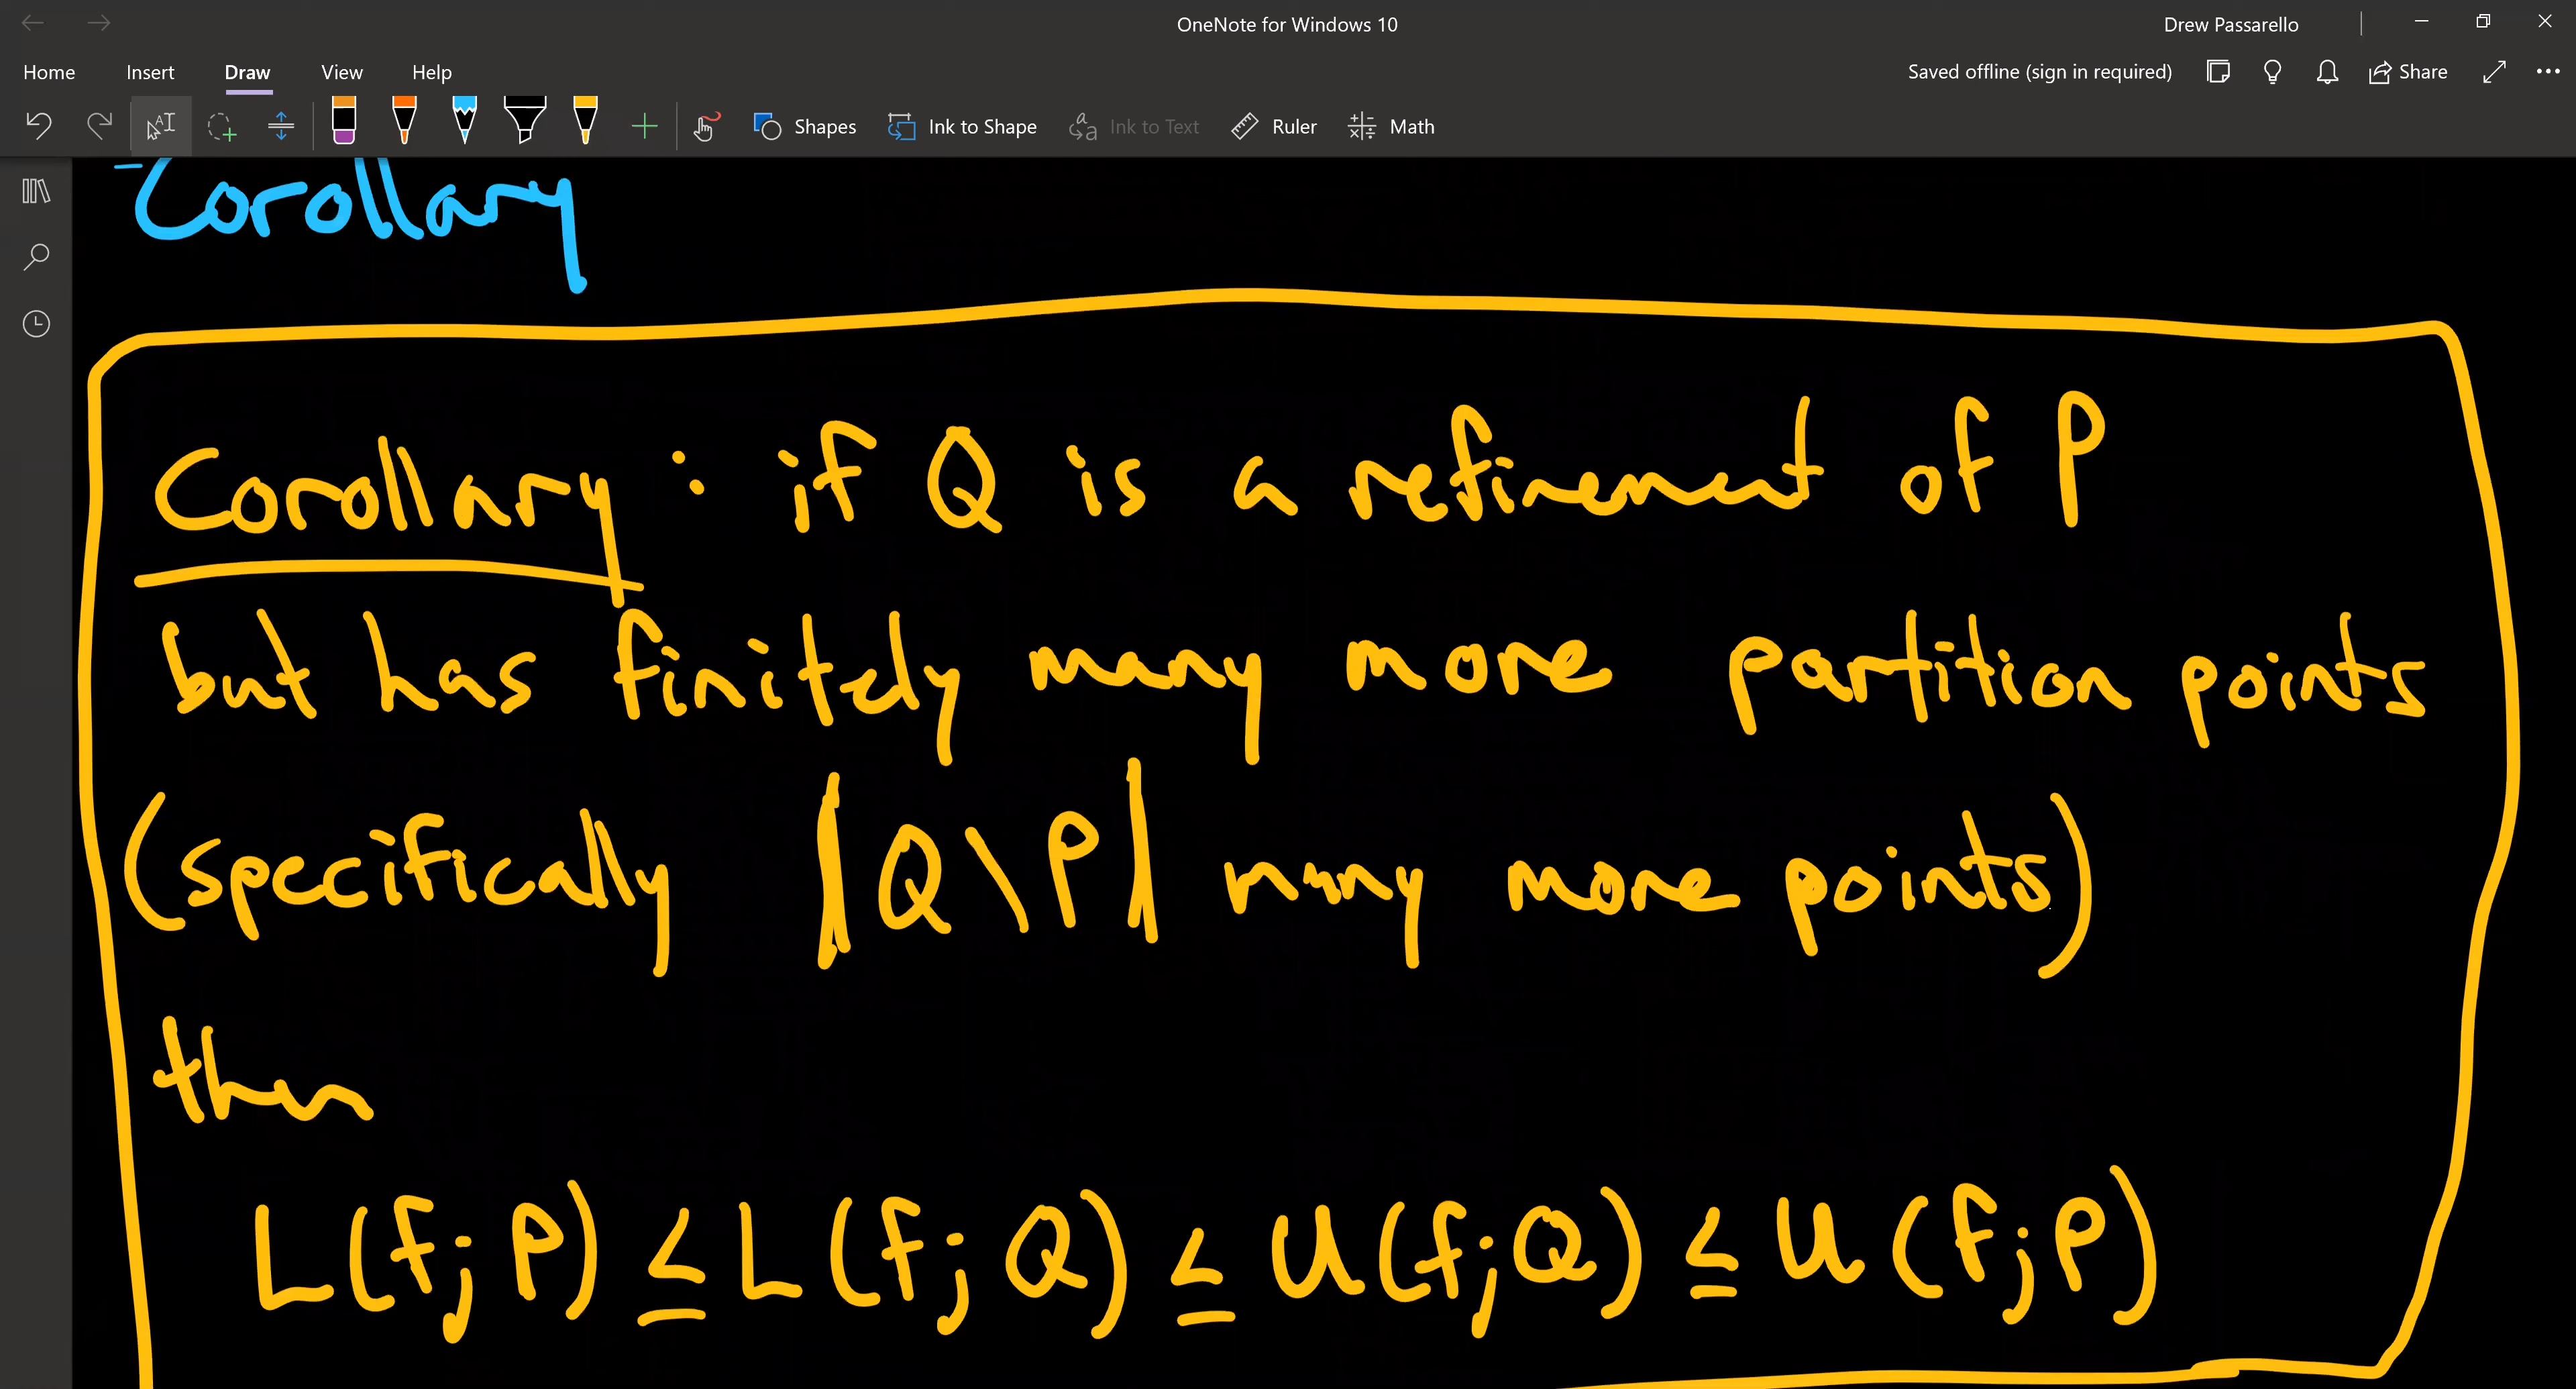 OneNote for Windows 10
Drew Passarello
Home Insert Draw View Help
Saved offline (sign in required)
Share
Shapes
Ink to Shape
Ink to Text
Ruler
Math
Corollary
Corollary : if Q is a refinement of P
but has finitely many more partition points
(specifically |Q\P| many more points)
then
L(f;P) ≤ L(f;Q) ≤ U(f;Q) ≤ U(f;P)